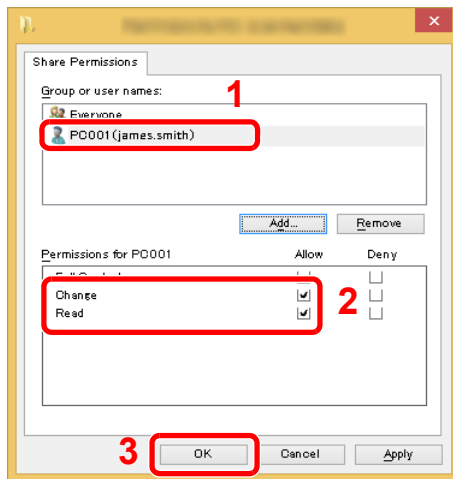 Share Permissions
Group or user names:
1
Everyone
PC001(james.smith)
Add...
Remove
Permissions for PC001
Allow
Deny
Change
2
Read
3
OK
Cancel
Apply